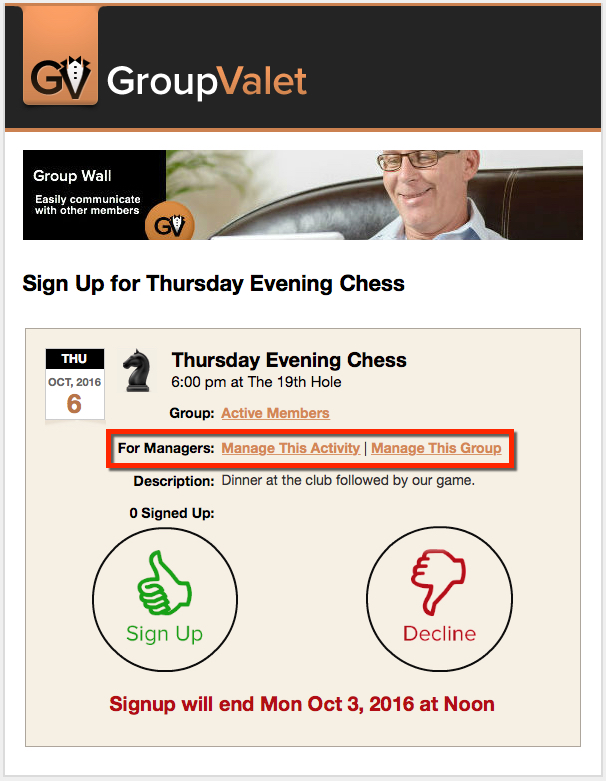 GV GroupValet
Group Wall
Easily communicate
with other members
GV
Sign Up for Thursday Evening Chess
THU
OCT, 2016
6
Thursday Evening Chess
6:00 pm at The 19th Hole
Group: Active Members
For Managers: Manage This Activity | Manage This Group
Description: Dinner at the club followed by our game.
0 Signed Up:
Sign Up
Decline
Signup will end Mon Oct 3, 2016 at Noon